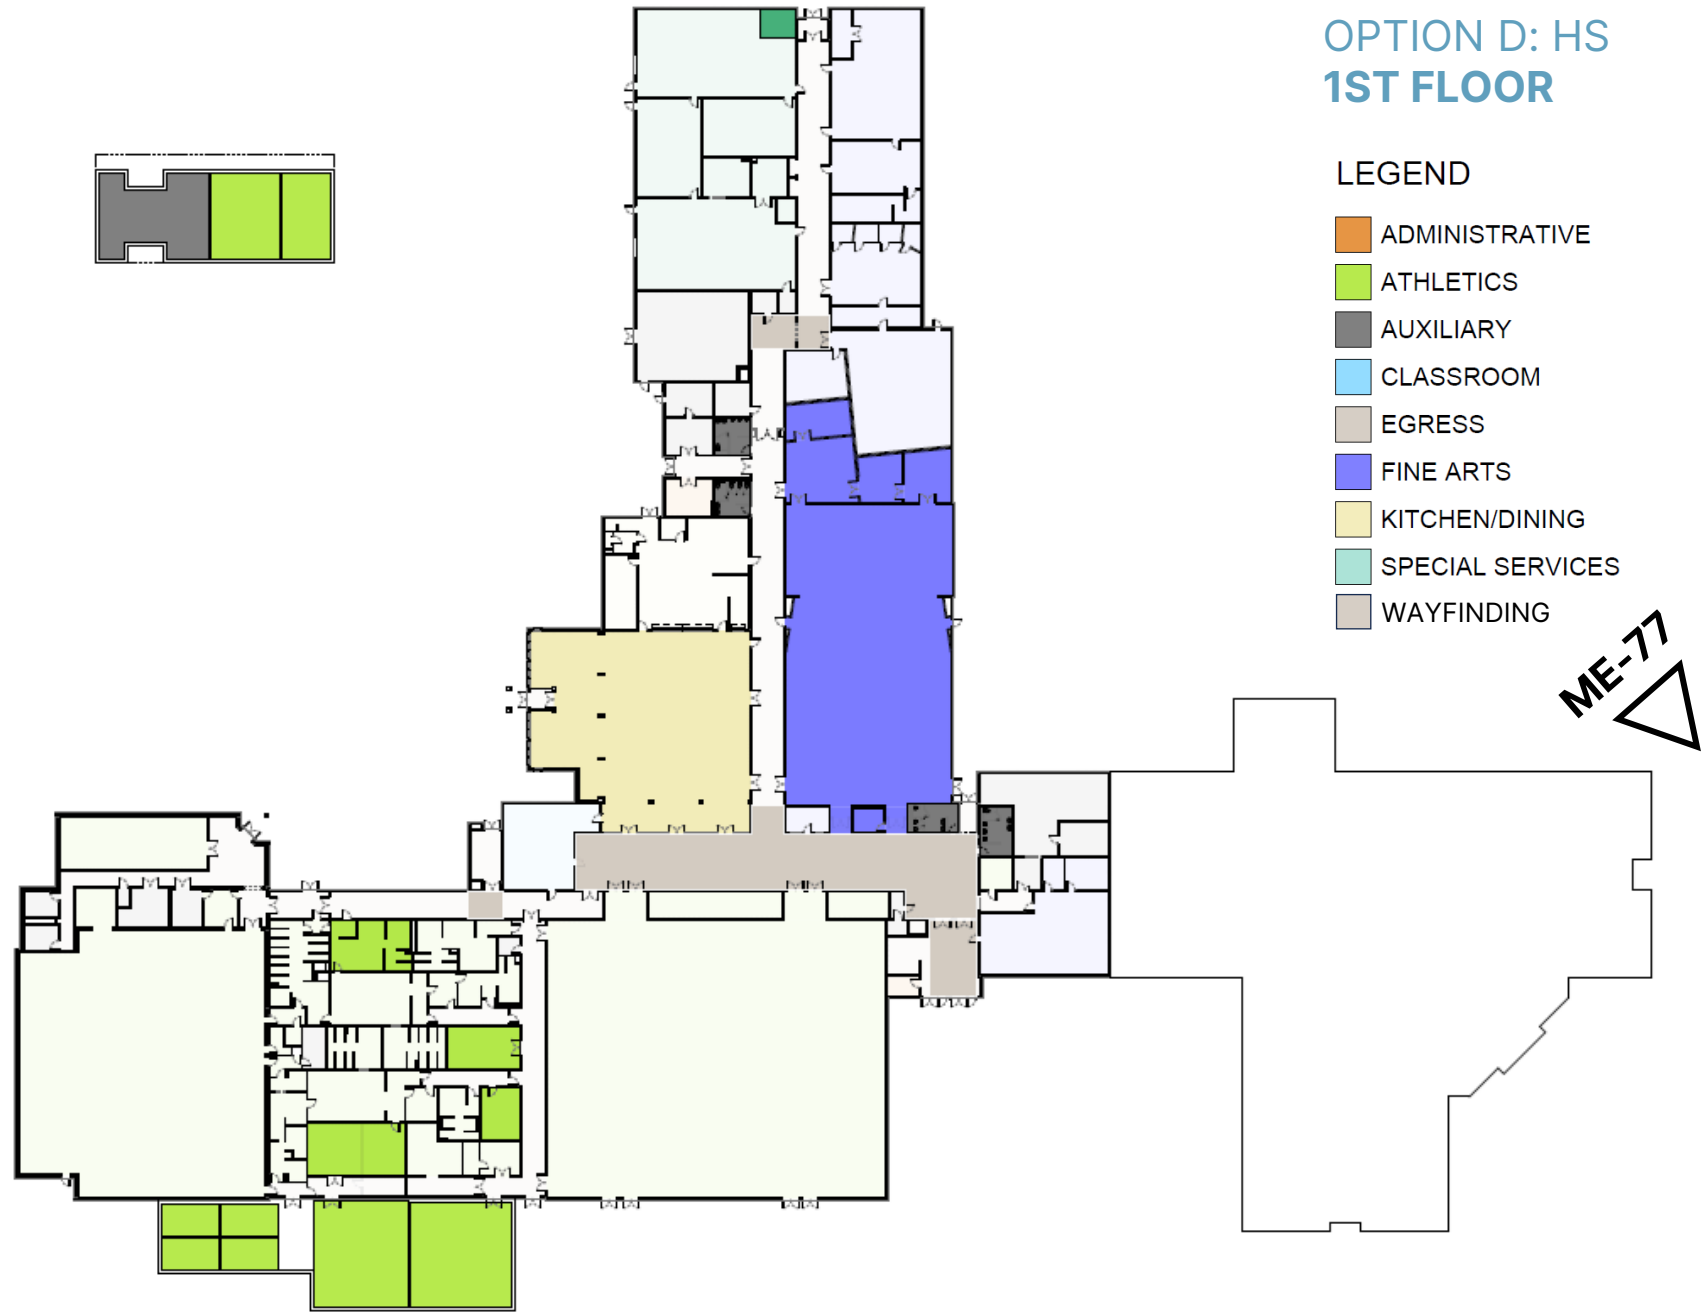 OPTION D: HS
1ST FLOOR
LEGEND
ADMINISTRATIVE
ATHLETICS
AUXILIARY
CLASSROOM
EGRESS
FINE ARTS
KITCHEN/DINING
SPECIAL SERVICES
WAYFINDING
ME-77